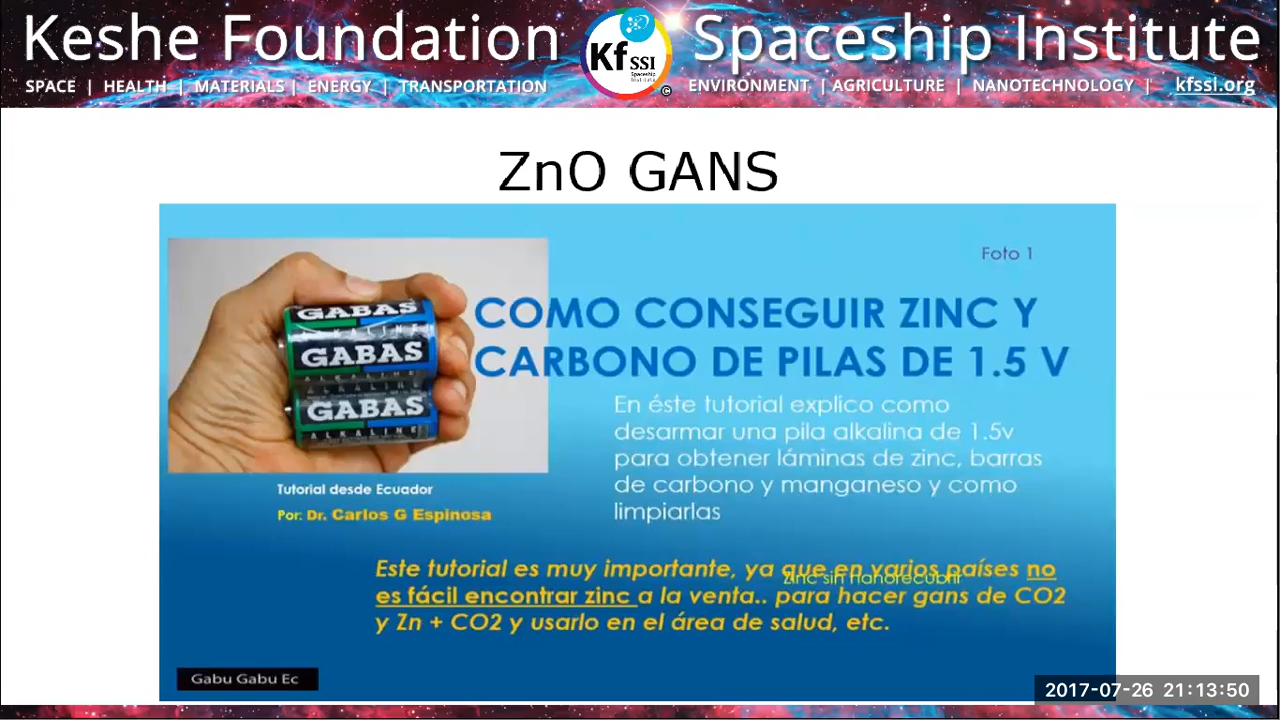 Keshe Foundation
Kf SSI
Spaceship Institute
©
Spaceship Institute
SPACE | HEALTH | MATERIALS | ENERGY | TRANSPORTATION
ENVIRONMENT | AGRICULTURE | NANOTECHNOLOGY | kfssi.org
ZnO GANS
Foto 1
GABAS
ALKALINE
GABAS
ALKALINE
GABAS
ALKALINE
COMO CONSEGUIR ZINC Y
CARBONO DE PILAS DE 1.5 V
En éste tutorial explico como
desarmar una pila alkalina de 1.5v
para obtener láminas de zinc, barras
de carbono y manganeso y como
limpiarlas
Tutorial desde Ecuador
Por: Dr. Carlos G Espinosa
Este tutorial es muy importante, ya que en varios países no
Zinc sin nanorecubrir
es fácil encontrar zinc a la venta.. para hacer gans de CO2
y Zn + CO2 y usarlo en el área de salud, etc.
Gabu Gabu Ec
2017-07-26 21:13:50